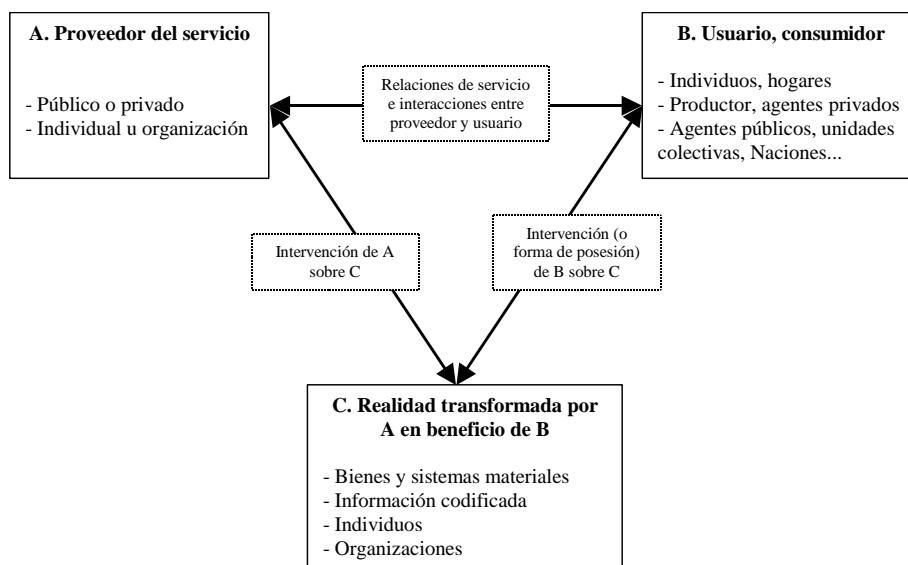 A. Proveedor del servicio
- Público o privado
- Individual u organización
Relaciones de servicio
e interacciones entre
proveedor y usuario
B. Usuario, consumidor
- Individuos, hogares
- Productor, agentes privados
- Agentes públicos, unidades
colectivas, Naciones...
Intervención de A
sobre C
Intervención (o
forma de posesión)
de B sobre C
C. Realidad transformada por
A en beneficio de B
- Bienes y sistemas materiales
- Información codificada
- Individuos
- Organizaciones